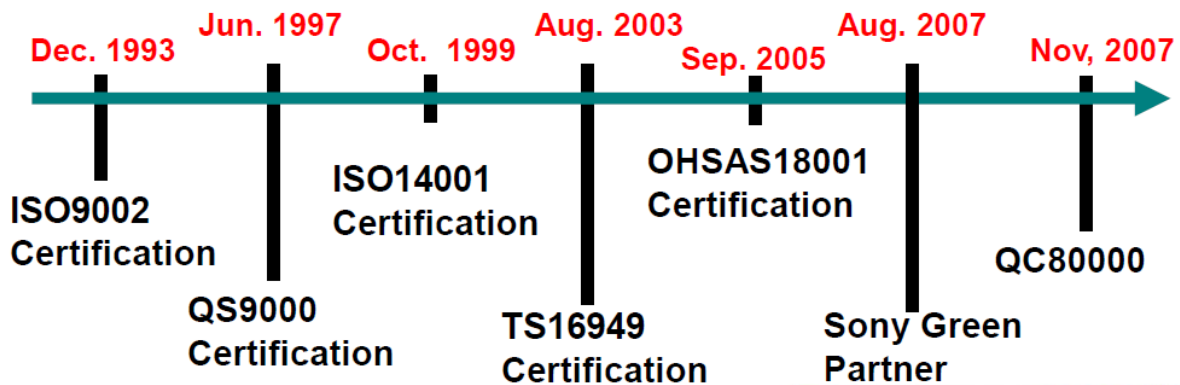 Dec. 1993
Jun. 1997
Oct. 1999
Aug. 2003
Sep. 2005
Aug. 2007
Nov, 2007
ISO9002
Certification
QS9000
Certification
ISO14001
Certification
TS16949
Certification
OHSAS18001
Certification
Sony Green
Partner
QC80000